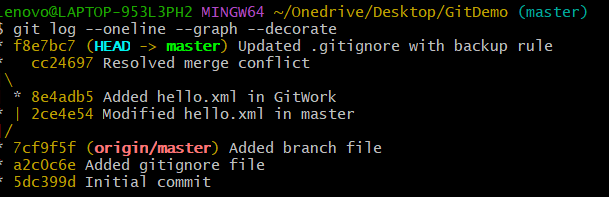 lenovo@LAPTOP-953L3PH2 MINGW64 ~/Onedrive/Desktop/GitDemo (master)
$ git log --oneline --graph --decorate
* f8e7bc7 (HEAD -> master) Updated .gitignore with backup rule
*   cc24697 Resolved merge conflict
|\
| * 8e4adb5 Added hello.xml in GitWork
* | 2ce4e54 Modified hello.xml in master
|/
* 7cf9f5f (origin/master) Added branch file
* a2c0c6e Added gitignore file
* 5dc399d Initial commit